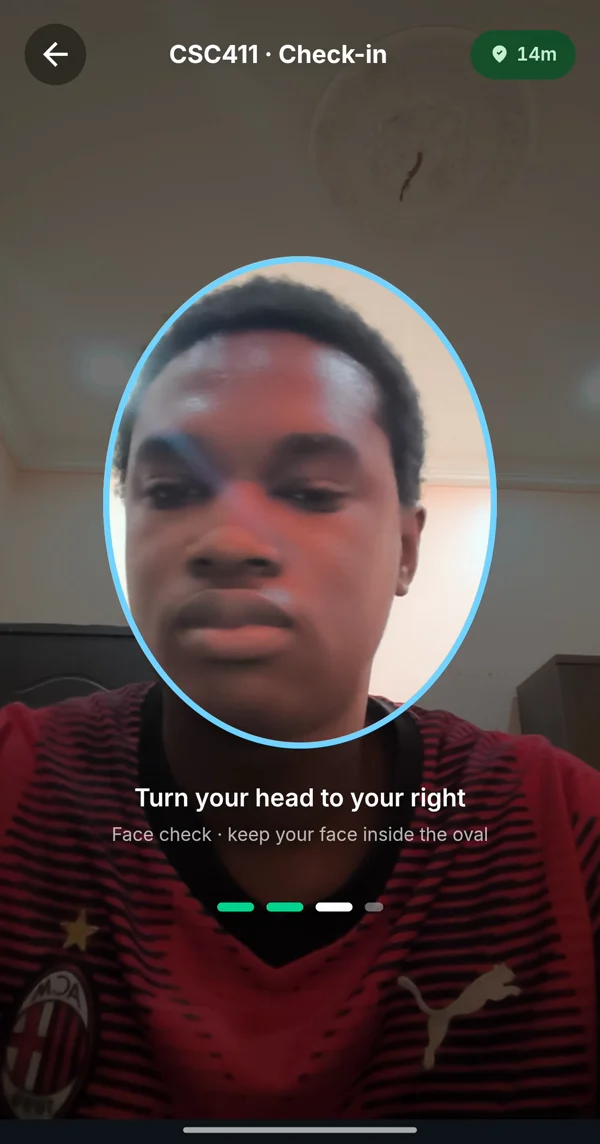 CSC411 · Check-in
14m
Turn your head to your right
Face check · keep your face inside the oval
ACM